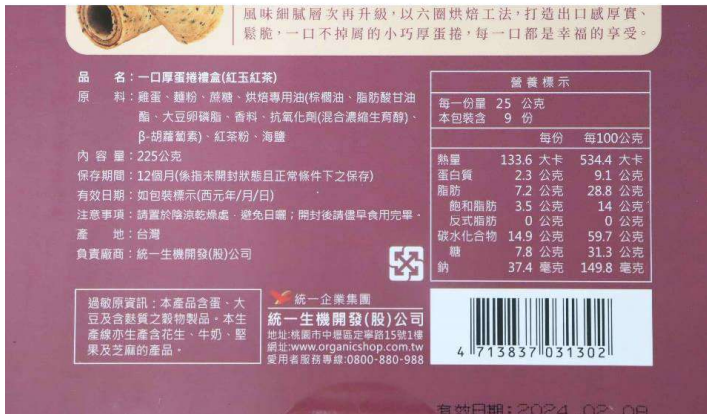 風味細膩層次再升級，以六圈烘焙工法，打造出口感厚實、
鬆脆，一口不掉屑的小巧厚蛋捲，每一口都是幸福的享受。
品　　名：一口厚蛋捲禮盒(紅玉紅茶)
原　　料：雞蛋、麵粉、蔗糖、烘焙專用油(棕櫚油、脂肪酸甘油
酯、大豆卵磷脂、香料、抗氧化劑(混合濃縮生育醇)、
β-胡蘿蔔素)、紅茶粉、海鹽
內 容 量：225公克
保存期間：12個月(係指未開封狀態且正常條件下之保存)
有效日期：如包裝標示(西元/年/月/日)
注意事項：請置於陰涼乾燥處，避免日曬；開封後請儘早食用完畢。
產　　地：台灣
負責廠商：統一生機開發(股)公司
營養標示
每一份量 25 公克
本包裝含 9 份
每份 每100公克
熱量 133.6 大卡 534.4 大卡
蛋白質 2.3 公克 9.1 公克
脂肪 7.2 公克 28.8 公克
飽和脂肪 3.5 公克 14 公克
反式脂肪 0 公克 0 公克
碳水化合物 14.9 公克 59.7 公克
糖 7.8 公克 31.3 公克
鈉 37.4 毫克 149.8 毫克
過敏原資訊：本產品含蛋、大
豆及含麩質之穀物製品。本生
產線亦生產含花生、牛奶、堅
果及芝麻的產品。
統一企業集團
統一生機開發(股)公司
地址:桃園市中壢區定寧路15號1樓
網址:www.organicshop.com.tw
愛用者服務專線:0800-880-988
4 713837 031302
有效日期:2024.02.08